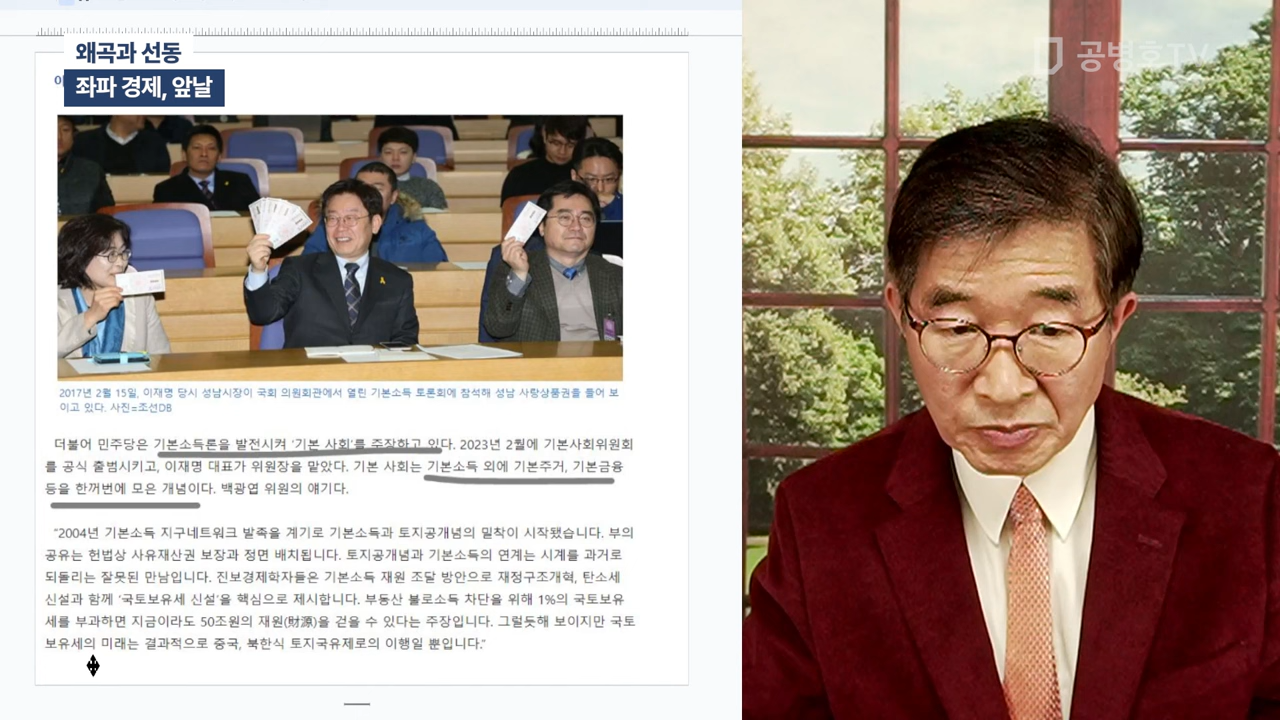 왜곡과 선동
좌파 경제, 앞날
공병호TV
2017년 2월 15일, 이재명 당시 성남시장이 국회 의원회관에서 열린 기본소득 토론회에 참석해 성남 사랑상품권을 들어 보
이고 있다. 사진=조선DB
더불어 민주당은 기본소득론을 발전시켜 '기본 사회'를 주장하고 있다. 2023년 2월에 기본사회위원회
를 공식 출범시키고, 이재명 대표가 위원장을 맡았다. 기본 사회는 기본소득 외에 기본주거, 기본금융
등을 한꺼번에 모은 개념이다. 백광엽 위원의 얘기다.
“2004년 기본소득 지구네트워크 발족을 계기로 기본소득과 토지공개념의 밀착이 시작됐습니다. 부의
공유는 헌법상 사유재산권 보장과 정면 배치됩니다. 토지공개념과 기본소득의 연계는 시계를 과거로
되돌리는 잘못된 만남입니다. 진보경제학자들은 기본소득 재원 조달 방안으로 재정구조개혁, 탄소세
신설과 함께 ‘국토보유세 신설’을 핵심으로 제시합니다. 부동산 불로소득 차단을 위해 1%의 국토보유
세를 부과하면 지금이라도 50조원의 재원(財源)을 걷을 수 있다는 주장입니다. 그럴듯해 보이지만 국토
보유세의 미래는 결과적으로 중국, 북한식 토지국유제로의 이행일 뿐입니다.”